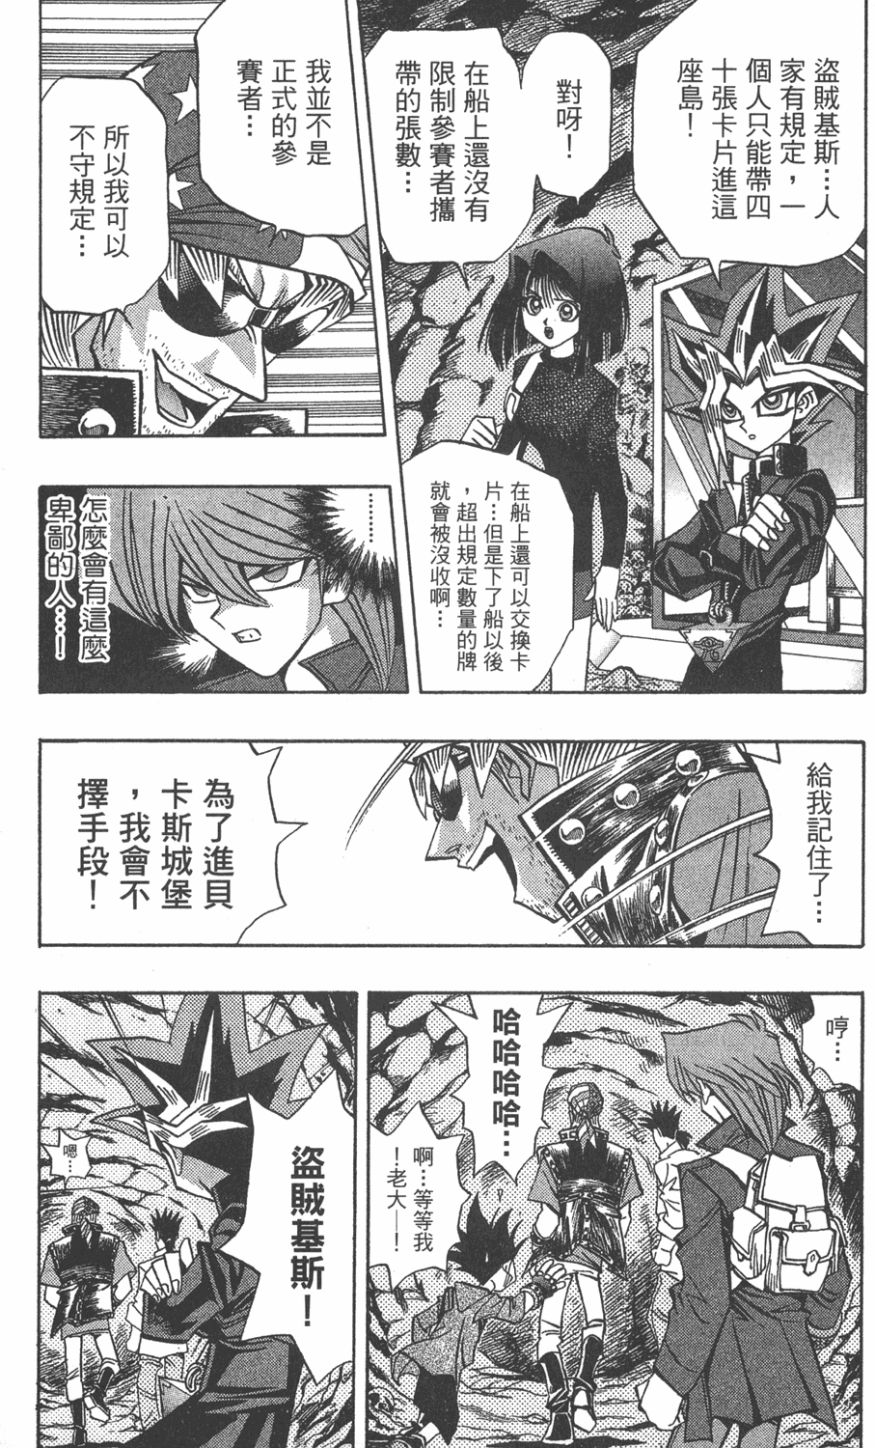 盜賊基斯…人
家有規定，一
個人只能帶四
十張卡片進這
座島！
對呀！
在船上還沒有
限制參賽者攜
帶的張數…
在船上還可以交換卡
片…但是下了船以後
，超出規定數量的牌
就會被沒收啊…
我並不是
正式的參
賽者…
所以我可以
不守規定…
………
怎麼會有這麼
卑鄙的人…！
給我記住了…
為了進貝
卡斯城堡
，我會不
擇手段！
哼…
哈哈哈哈…
啊…等等我
！老大—！
盜賊基斯！
嗯…